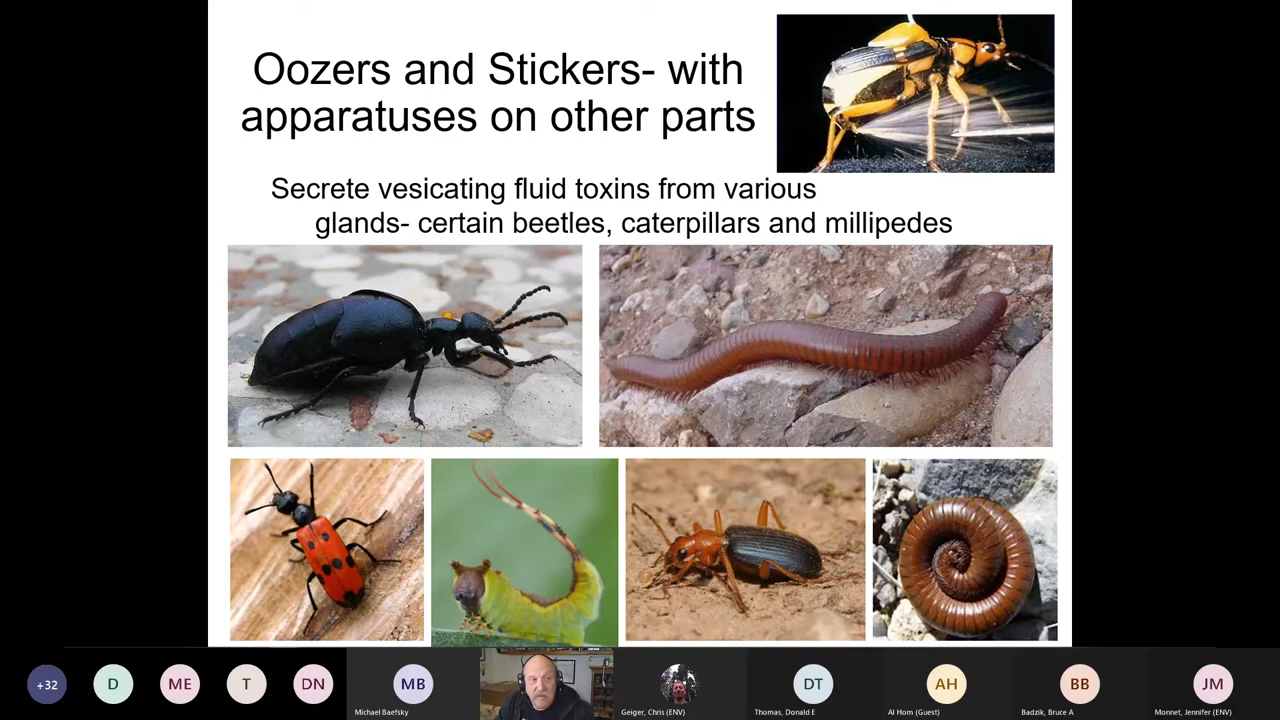 Oozers and Stickers- with
apparatuses on other parts
Secrete vesicating fluid toxins from various
glands- certain beetles, caterpillars and millipedes
+32
D
ME
T
DN
MB
DT
AH
BB
JM
Michael Baefsky
Geiger, Chris (ENV)
Thomas, Donald E
Al Hom (Guest)
Badzik, Bruce A
Monnet, Jennifer (ENV)